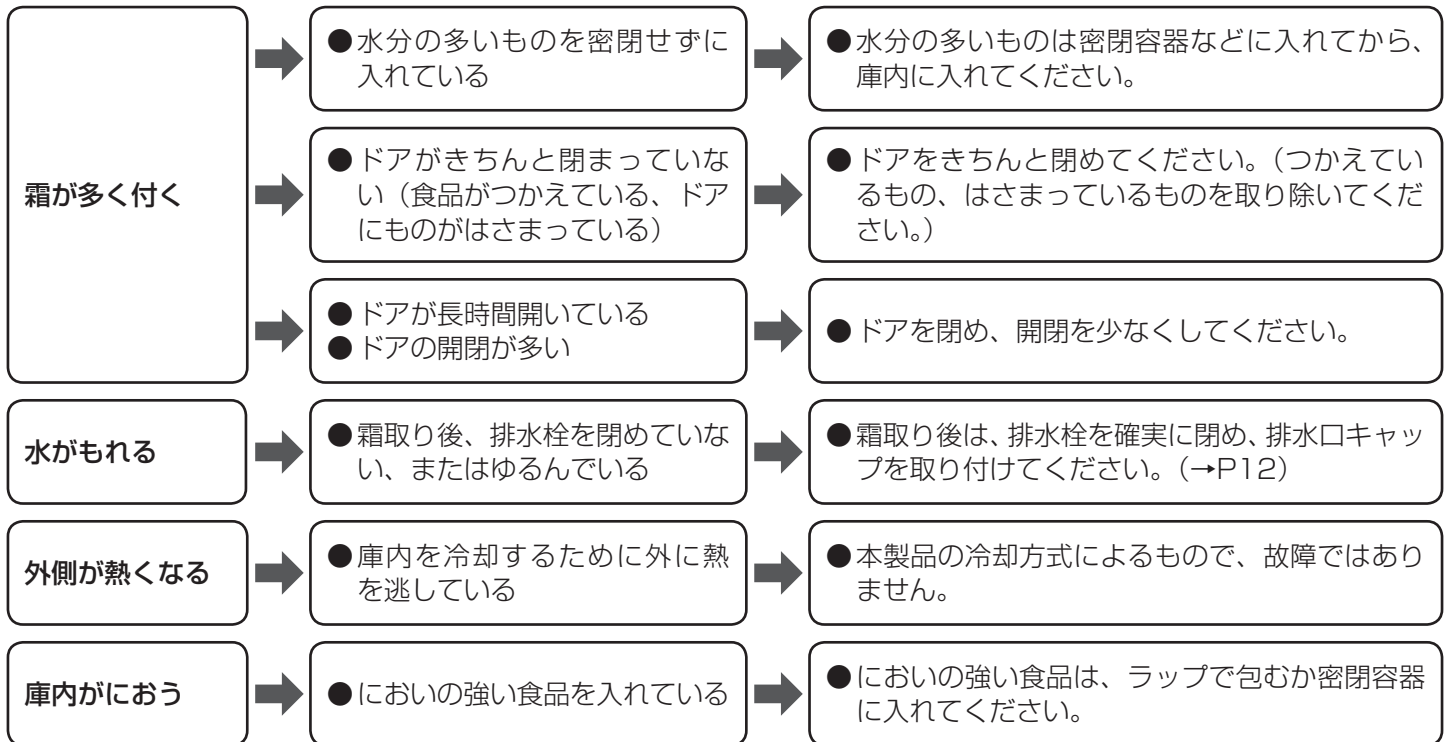 霜が多く付く
●水分の多いものを密閉せずに
入れている
●水分の多いものは密閉容器などに入れてから、
庫内に入れてください。
●ドアがきちんと閉まっていな
い（食品がつかえている、ドア
にものがはさまっている）
●ドアをきちんと閉めてください。（つかえてい
るもの、はさまっているものを取り除いてくだ
さい。）
●ドアが長時間開いている
●ドアの開閉が多い
●ドアを閉め、開閉を少なくしてください。
水がもれる
●霜取り後、排水栓を閉めていな
い、またはゆるんでいる
●霜取り後は、排水栓を確実に閉め、排水口キャッ
プを取り付けてください。（→P12）
外側が熱くなる
●庫内を冷却するために外に熱
を逃している
●本製品の冷却方式によるもので、故障ではあり
ません。
庫内がにおう
●においの強い食品を入れている
●においの強い食品は、ラップで包むか密閉容器
に入れてください。